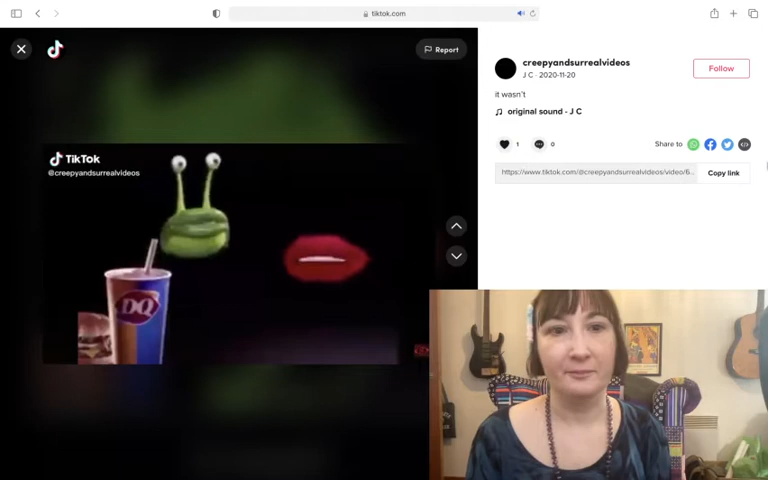 tiktok.com
Report
creepyandsurrealvideos
J C · 2020-11-20
Follow
it wasn't
original sound - J C
1
0
Share to
https://www.tiktok.com/@creepyandsurrealvideos/video/6...
Copy link
TikTok
@creepyandsurrealvideos
DQ